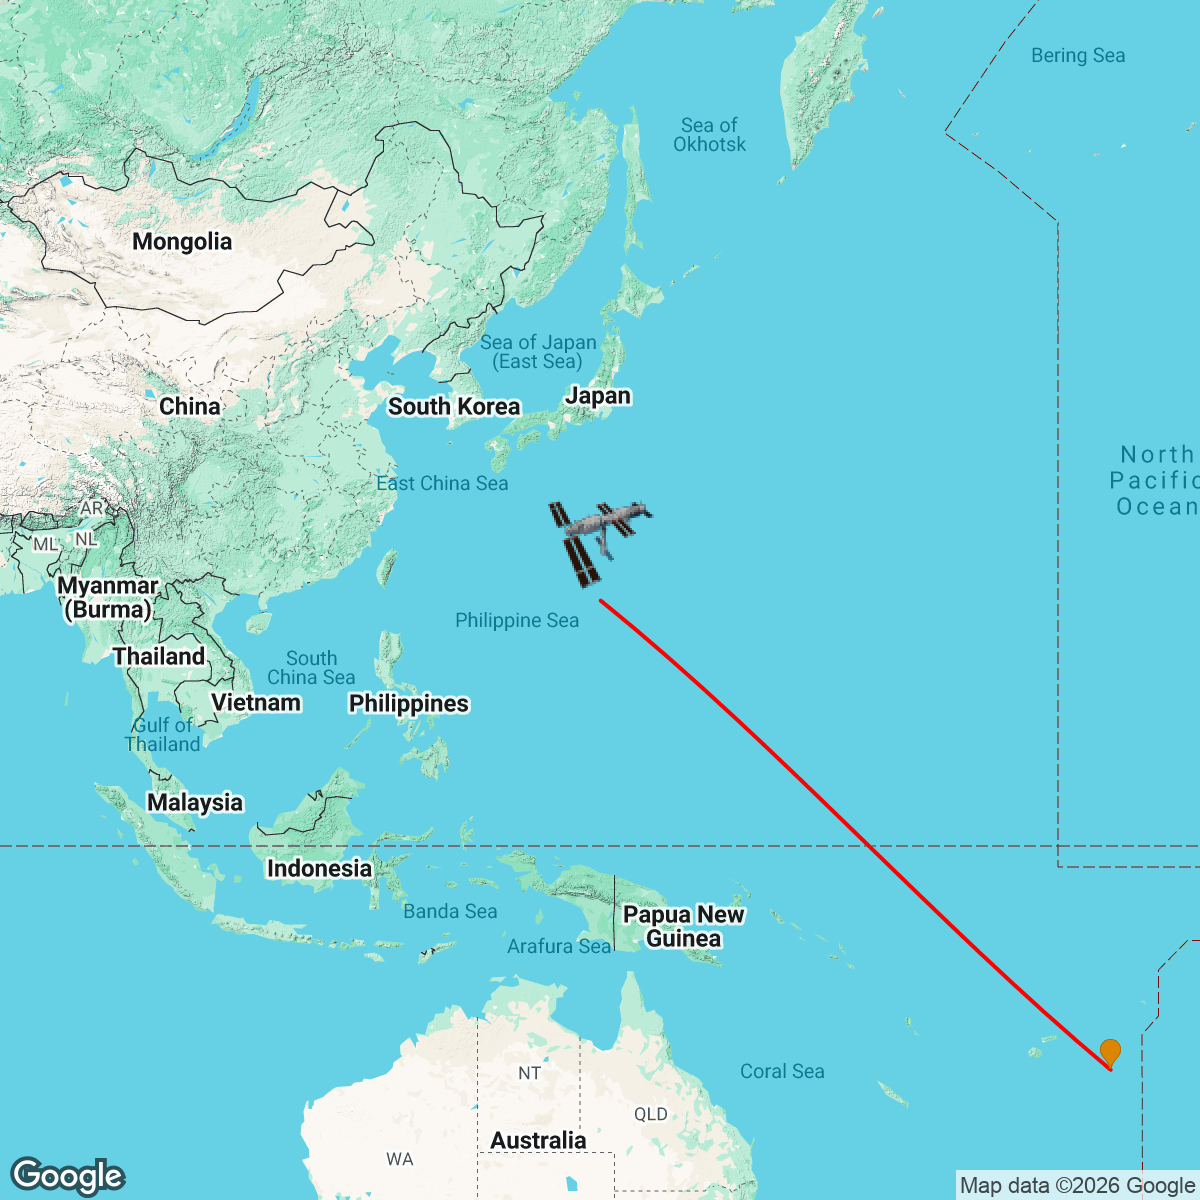 Bering Sea
Sea of
Okhotsk
Mongolia
Sea of Japan
(East Sea)
Japan
China
South Korea
North
Pacific
Ocean
East China Sea
AR
NL
ML
Myanmar
(Burma)
Philippine Sea
Thailand
South
China Sea
Vietnam
Philippines
Gulf of
Thailand
Malaysia
Indonesia
Banda Sea
Papua New
Guinea
Arafura Sea
NT
Coral Sea
QLD
Australia
WA
Google
Map data ©2026 Google